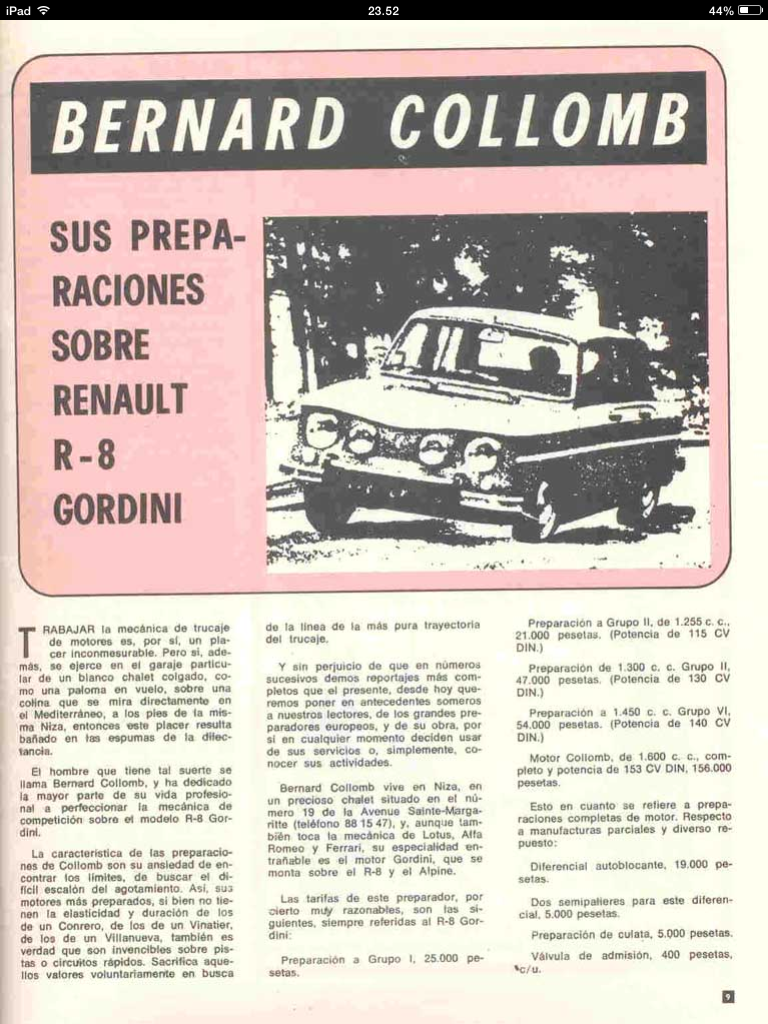 iPad
23.52
44%
BERNARD COLLOMB
SUS PREPA-
RACIONES
SOBRE
RENAULT
R-8
GORDINI
TRABAJAR la mecánica de trucaje
de motores es, por sí, un pla-
cer inconmesurable. Pero si, ade-
más, se ejerce en el garaje particu-
lar de un blanco chalet colgado, co-
mo una paloma en vuelo, sobre una
colina que se mira directamente en
el Mediterráneo, a los pies de la mis-
ma Niza, entonces este placer resulta
bañado en las espumas de la dilec-
tancia.
El hombre que tiene tal suerte se
llama Bernard Collomb, y ha dedicado
la mayor parte de su vida profesio-
nal a perfeccionar la mecánica de
competición sobre el modelo R-8 Gor-
dini.
La característica de las preparacio-
nes de Collomb son su ansiedad de en-
contrar los límites, de buscar el di-
fícil escalón del agotamiento. Así, sus
motores más preparados, si bien no tie-
nen la elasticidad y duración de los
de un Conrero, de los de un Vinatier,
de los de un Villanueva, también es
verdad que son invencibles sobre pis-
tas o circuitos rápidos. Sacrifica aque-
llos valores voluntariamente en busca
de la línea de la más pura trayectoria
del trucaje.
Y sin perjuicio de que en números
sucesivos demos reportajes más com-
pletos que el presente, desde hoy que-
remos poner en antecedentes someros
a nuestros lectores, de los grandes pre-
paradores europeos, y de su obra, por
si en cualquier momento deciden usar
de sus servicios o, simplemente, co-
nocer sus actividades.
Bernard Collomb vive en Niza, en
un precioso chalet situado en el nú-
mero 19 de la Avenue Sainte-Marga-
ritte (teléfono 88 15 47), y, aunque tam-
bién toca la mecánica de Lotus, Alfa
Romeo y Ferrari, su especialidad en-
trañable es el motor Gordini, que se
monta sobre el R-8 y el Alpine.
Las tarifas de este preparador, por
cierto muy razonables, son las si-
guientes, siempre referidas al R-8 Gor-
dini:
Preparación a Grupo I, 25.000 pe-
setas.
Preparación a Grupo II, de 1.255 c. c.,
21.000 pesetas. (Potencia de 115 CV
DIN.)
Preparación de 1.300 c. c. Grupo II,
47.000 pesetas. (Potencia de 130 CV
DIN.)
Preparación a 1.450 c. c. Grupo VI,
54.000 pesetas. (Potencia de 140 CV
DIN.)
Motor Collomb, de 1.600 c. c., com-
pleto y potencia de 153 CV DIN, 156.000
pesetas.
Esto en cuanto se refiere a prepa-
raciones completas de motor. Respecto
a manufacturas parciales y diverso re-
puesto:
Diferencial autoblocante, 19.000 pe-
setas.
Dos semipalieres para este diferen-
cial, 5.000 pesetas.
Preparación de culata, 5.000 pesetas.
Válvula de admisión, 400 pesetas,
c/u.
9